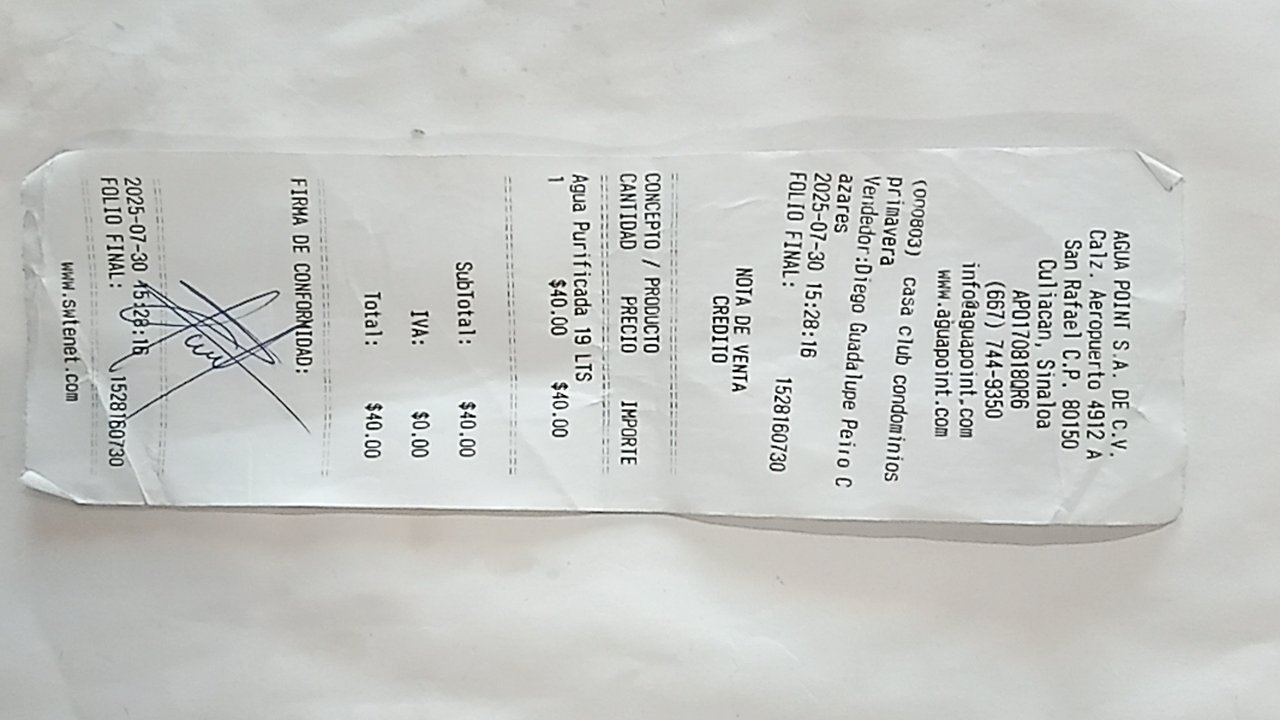 AGUA POINT S.A. DE C.V.
Calz. Aeropuerto 4912 A
San Rafael C.P. 80150
Culiacan, Sinaloa
APO170818QR6
(667) 744-9350
info@aguapoint.com
www.aguapoint.com
(000803) casa club condominios
primavera
Vendedor:Diego Guadalupe Peiro C
azares
2025-07-30 15:28:16
FOLIO FINAL: 1528160730
NOTA DE VENTA
CREDITO
CONCEPTO / PRODUCTO
CANTIDAD PRECIO IMPORTE
Agua Purificada 19 LTS
1 $40.00 $40.00
SubTotal: $40.00
IVA: $0.00
Total: $40.00
FIRMA DE CONFORMIDAD:
2025-07-30 15:28:16
FOLIO FINAL: 1528160730
www.swtenet.com